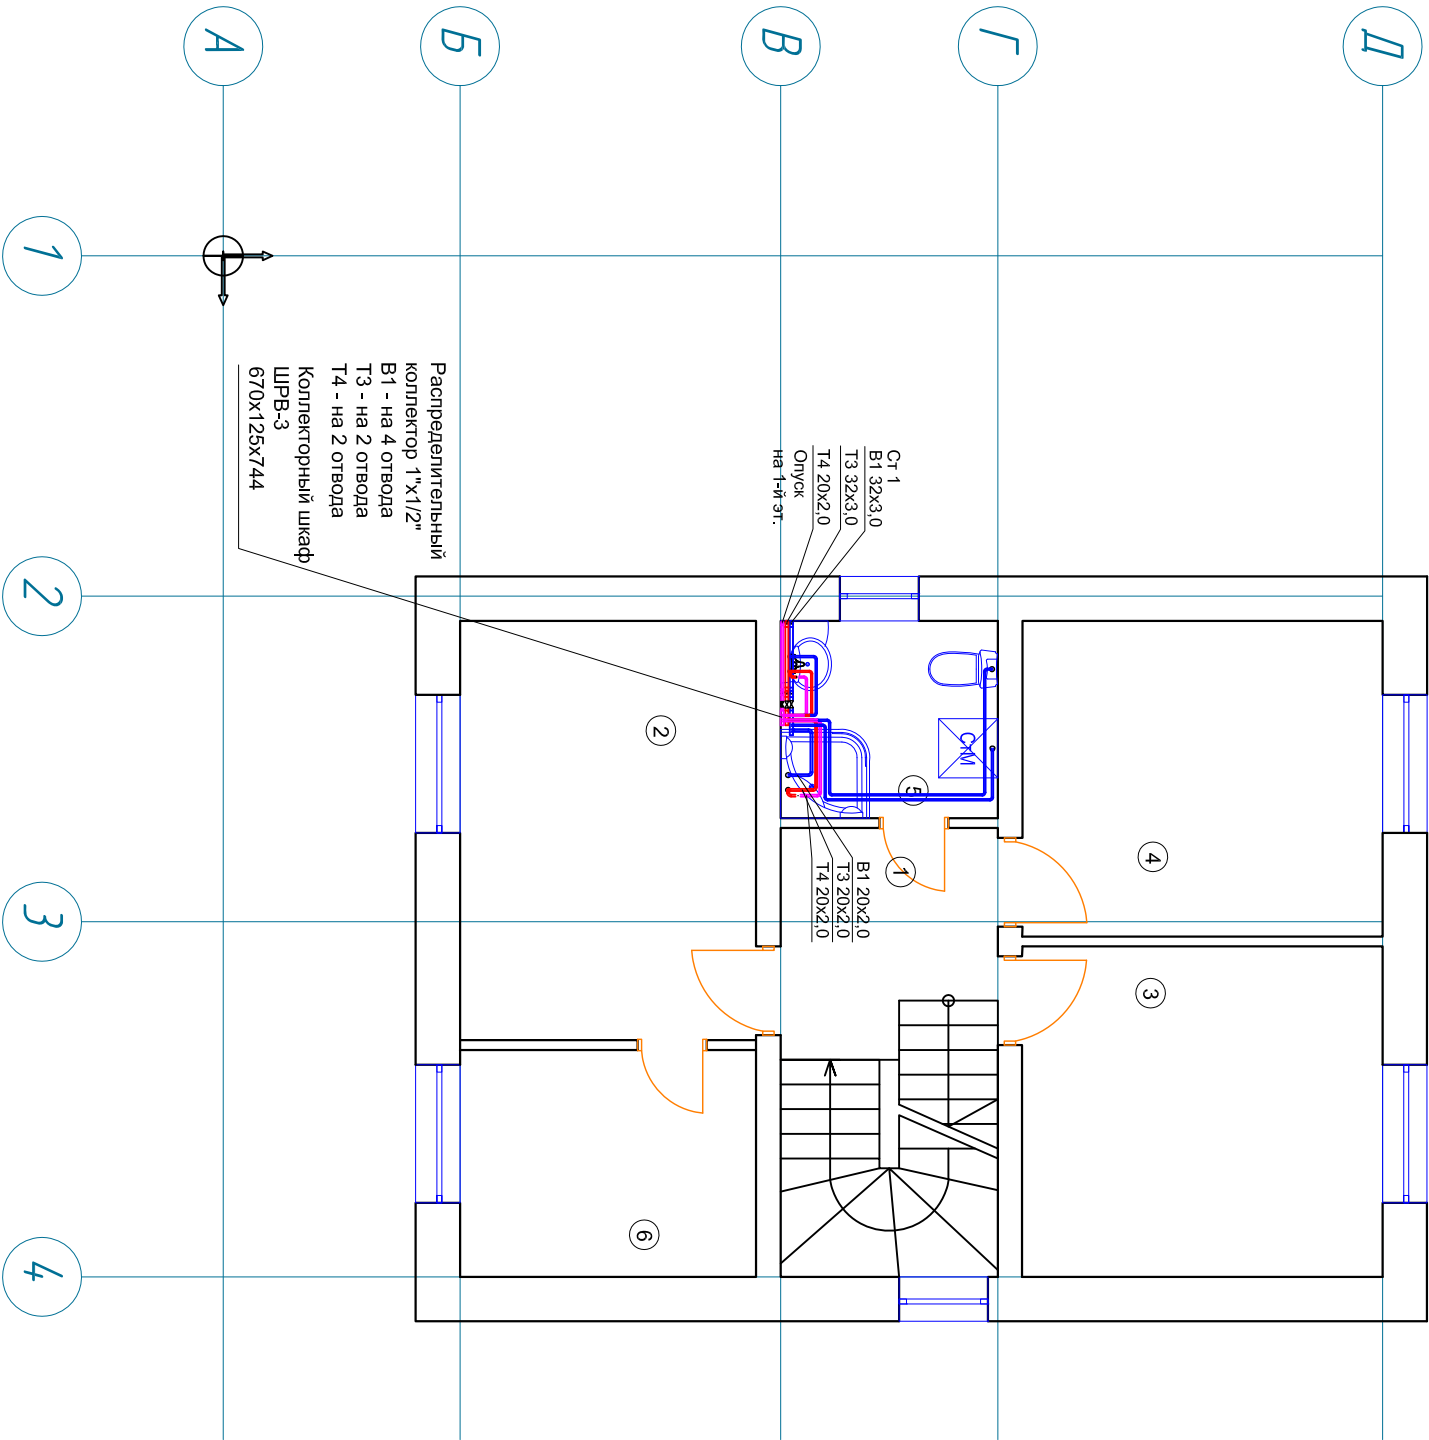 А
Б
В
Г
Д
1
2
3
4
Распределительный
коллектор 1"х1/2"
В1 - на 4 отвода
Т3 - на 2 отвода
Т4 - на 2 отвода
Коллекторный шкаф
ШРВ-3
670х125х744
Ст 1
В1 32х3,0
Т3 32х3,0
Т4 20х2,0
Опуск
на 1-й эт.
СМ
В1 20х2,0
Т3 20х2,0
Т4 20х2,0
1
2
3
4
5
6